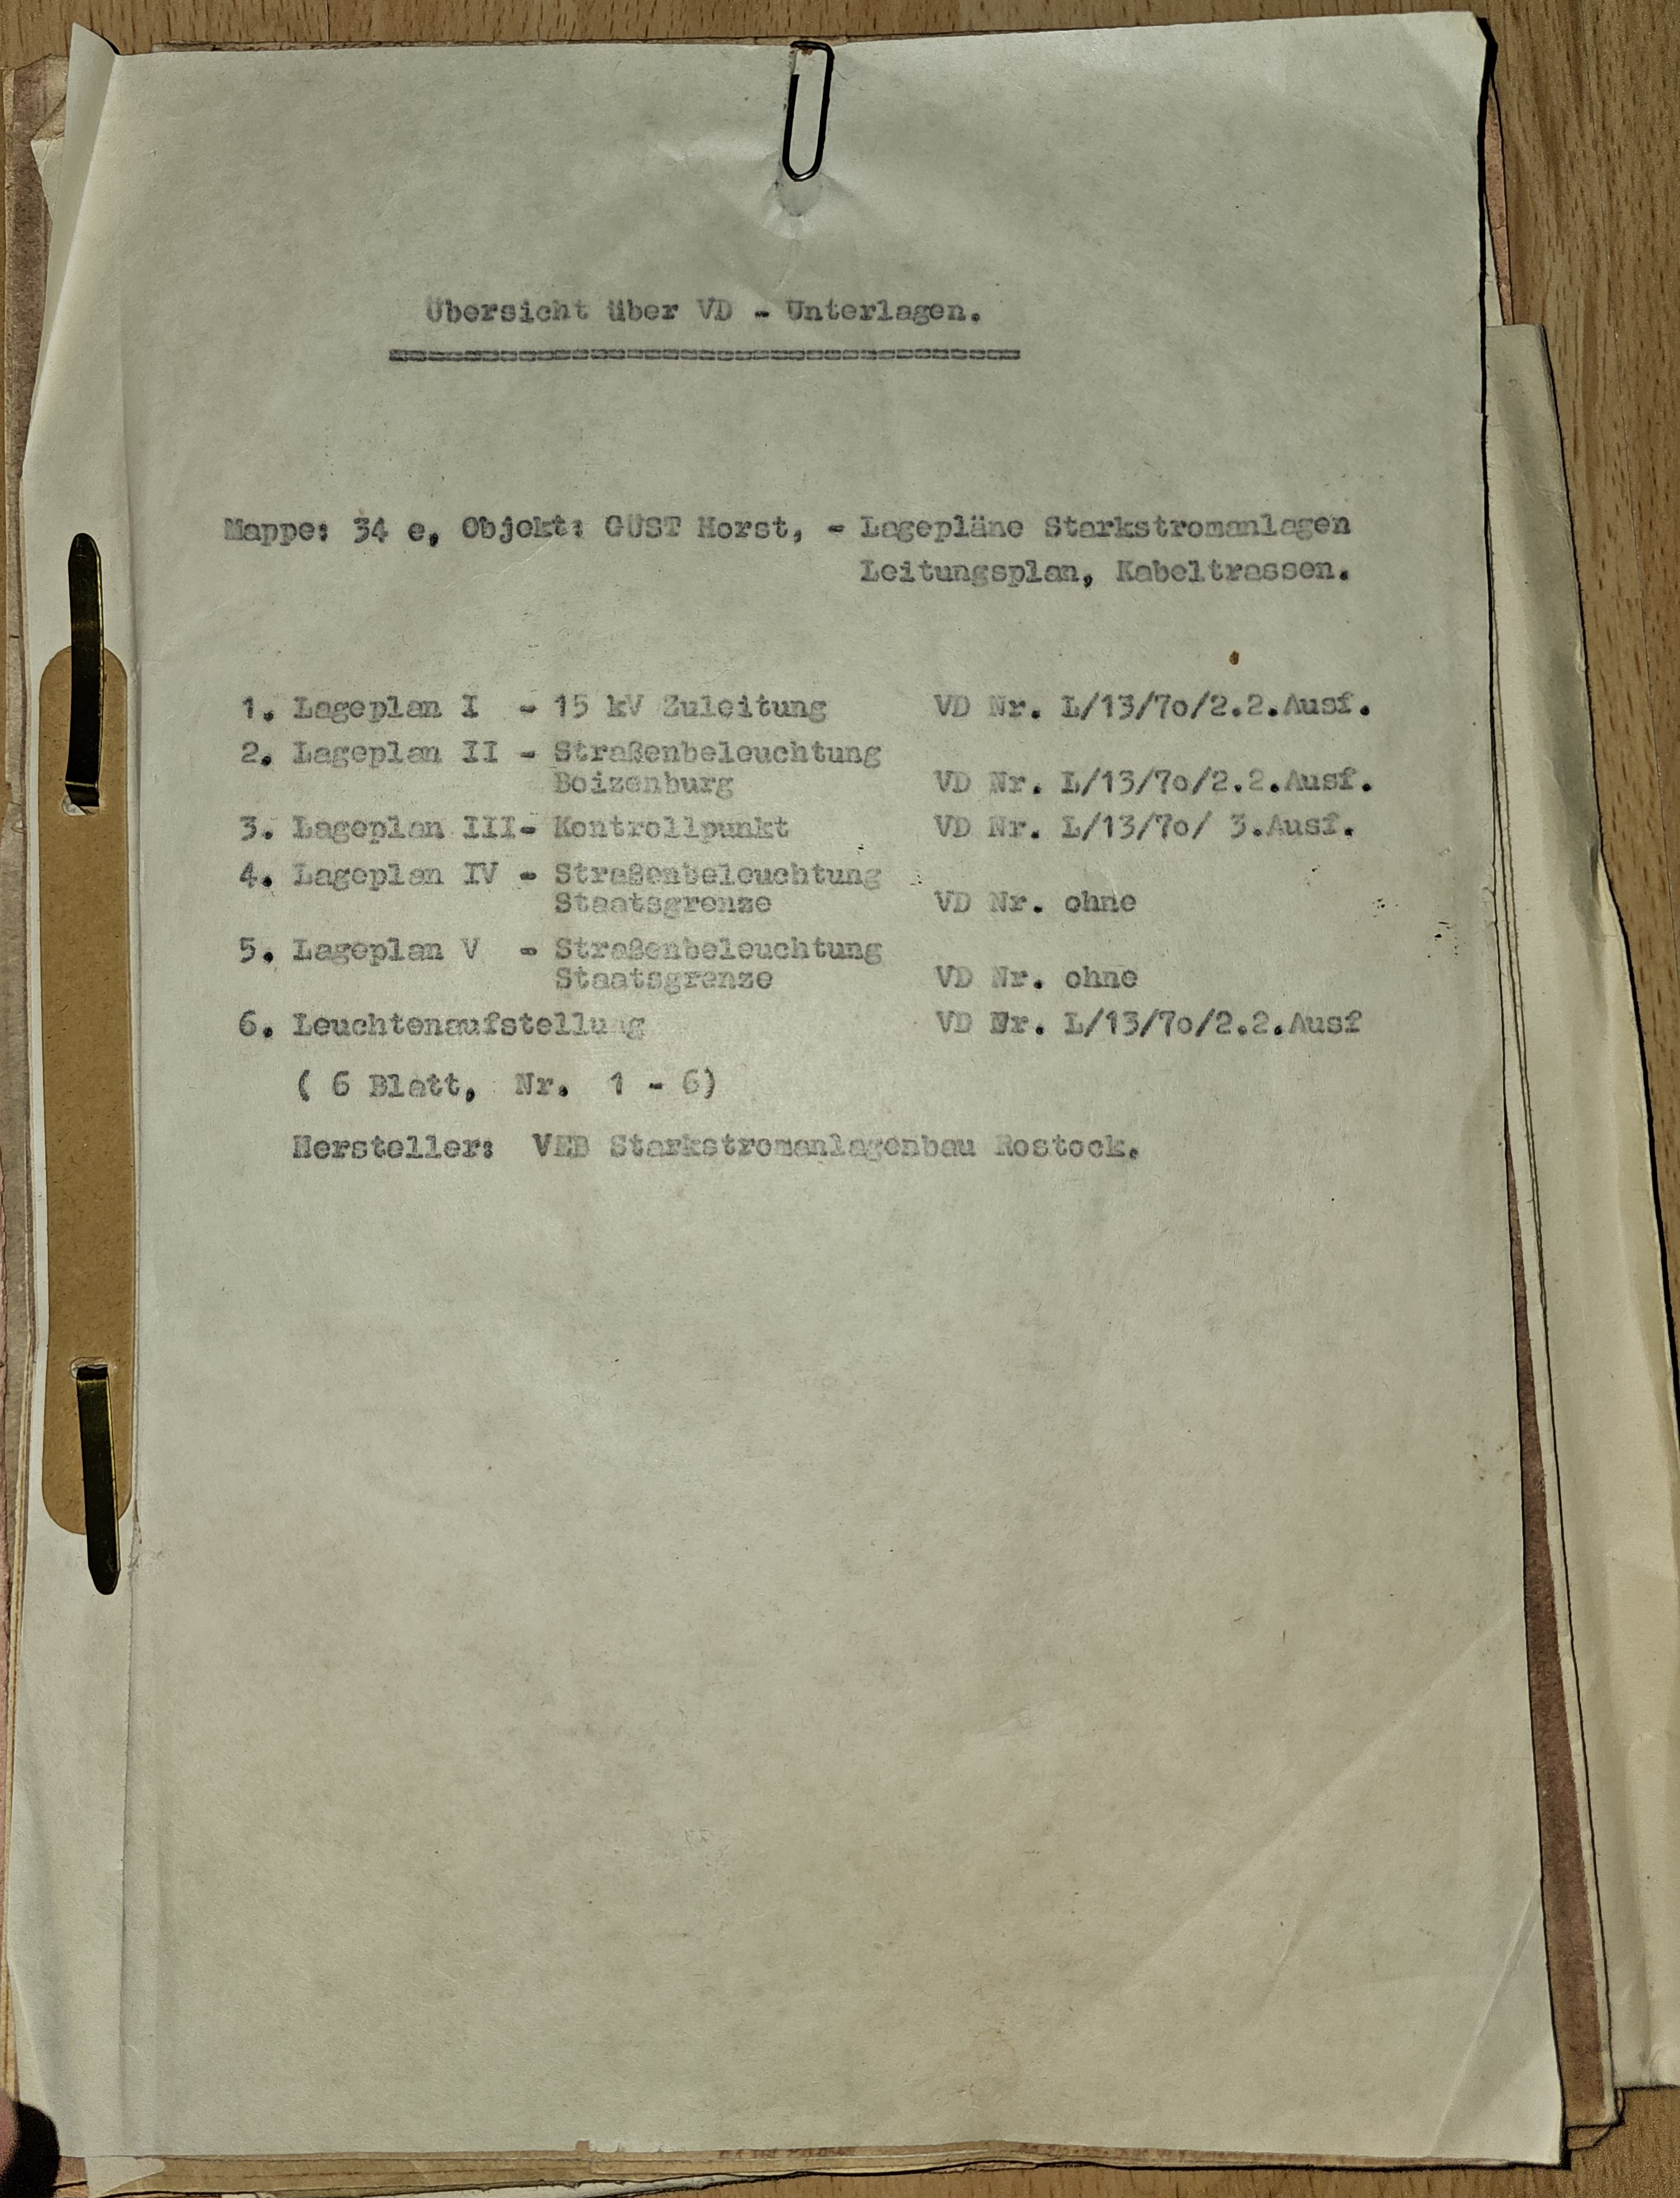 Übersicht über VD - Unterlagen.
Mappe: 34 e, Objekt: GÜST Horst, - Lagepläne Starkstromanlagen
Leitungsplan, Kabeltrassen.
1. Lageplan I - 15 kV Zuleitung VD Nr. L/13/7o/2.2.Ausf.
2. Lageplan II - Straßenbeleuchtung
Boizenburg VD Nr. L/13/7o/2.2.Ausf.
3. Lageplan III- Kontrollpunkt VD Nr. L/13/7o/ 3.Ausf.
4. Lageplan IV - Straßenbeleuchtung
Staatsgrenze VD Nr. ohne
5. Lageplan V - Straßenbeleuchtung
Staatsgrenze VD Nr. ohne
6. Leuchtenaufstellung VD Nr. L/13/7o/2.2.Ausf
( 6 Blatt, Nr. 1 - 6)
Hersteller: VEB Starkstromanlagenbau Rostock.